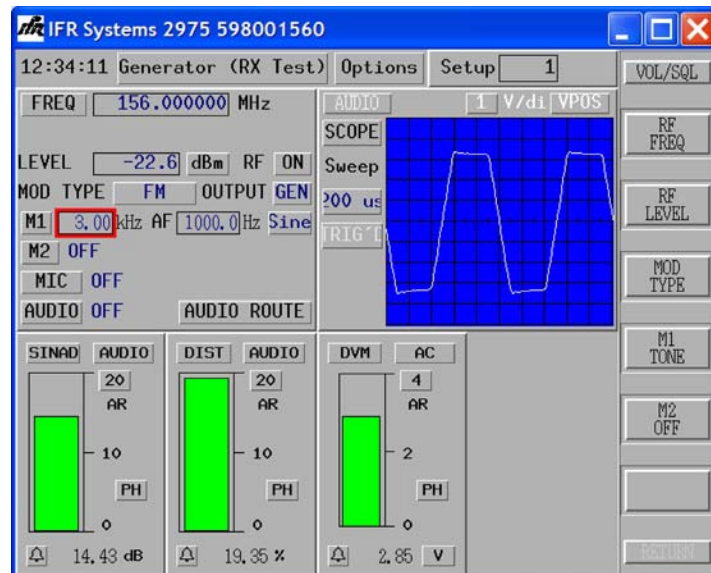 IFR Systems 2975 598001560
12:34:11 Generator (RX Test) Options Setup 1
FREQ 156.000000 MHz
LEVEL -22.6 dBm RF ON
MOD TYPE FM OUTPUT GEN
M1 3.00 kHz AF 1000.0 Hz Sine
M2 OFF
MIC OFF
AUDIO OFF AUDIO ROUTE
AUDIO 1 V/di VPOS
SCOPE
Sweep
200 us
TRIG'D
SINAD AUDIO
20
AR
10
PH
0
14.43 dB
DIST AUDIO
20
AR
10
PH
0
19.35 %
DVM AC
4
AR
2
PH
0
2.85 V
VOL/SQL
RF
FREQ
RF
LEVEL
MOD
TYPE
M1
TONE
M2
OFF
RETURN